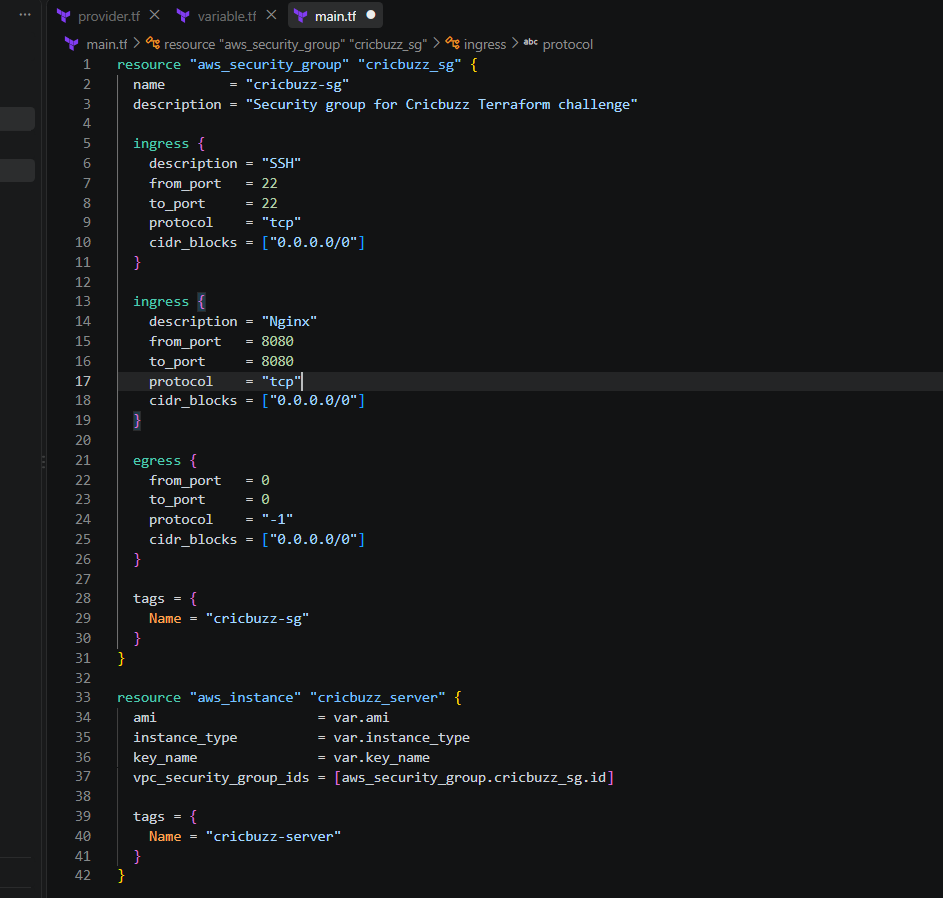 ... provider.tf × variable.tf × main.tf ●
main.tf > resource "aws_security_group" "cricbuzz_sg" > ingress > abc protocol
1 resource "aws_security_group" "cricbuzz_sg" {
2   name        = "cricbuzz-sg"
3   description = "Security group for Cricbuzz Terraform challenge"
4
5   ingress {
6     description = "SSH"
7     from_port   = 22
8     to_port     = 22
9     protocol    = "tcp"
10     cidr_blocks = ["0.0.0.0/0"]
11   }
12
13   ingress {
14     description = "Nginx"
15     from_port   = 8080
16     to_port     = 8080
17     protocol    = "tcp"
18     cidr_blocks = ["0.0.0.0/0"]
19   }
20
21   egress {
22     from_port   = 0
23     to_port     = 0
24     protocol    = "-1"
25     cidr_blocks = ["0.0.0.0/0"]
26   }
27
28   tags = {
29     Name = "cricbuzz-sg"
30   }
31 }
32
33 resource "aws_instance" "cricbuzz_server" {
34   ami                    = var.ami
35   instance_type          = var.instance_type
36   key_name               = var.key_name
37   vpc_security_group_ids = [aws_security_group.cricbuzz_sg.id]
38
39   tags = {
40     Name = "cricbuzz-server"
41   }
42 }